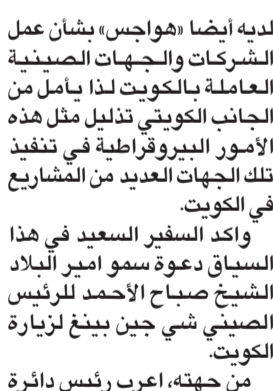 لديه أيضا «هواجس» بشأن عمل
الشركات والجهات الصينية
العاملة بالكويت لذا يأمل من
الجانب الكويتي تذليل مثل هذه
الأمور البيروقراطية في تنفيذ
تلك الجهات العديد من المشاريع
في الكويت.
واكد السفير السعيد في هذا
السياق دعوة سمو امير البلاد
الشيخ صباح الأحمد للرئيس
الصيني شي جين بينغ لزيارة
الكويت.
من جهته، اعرب رئيس دائرة